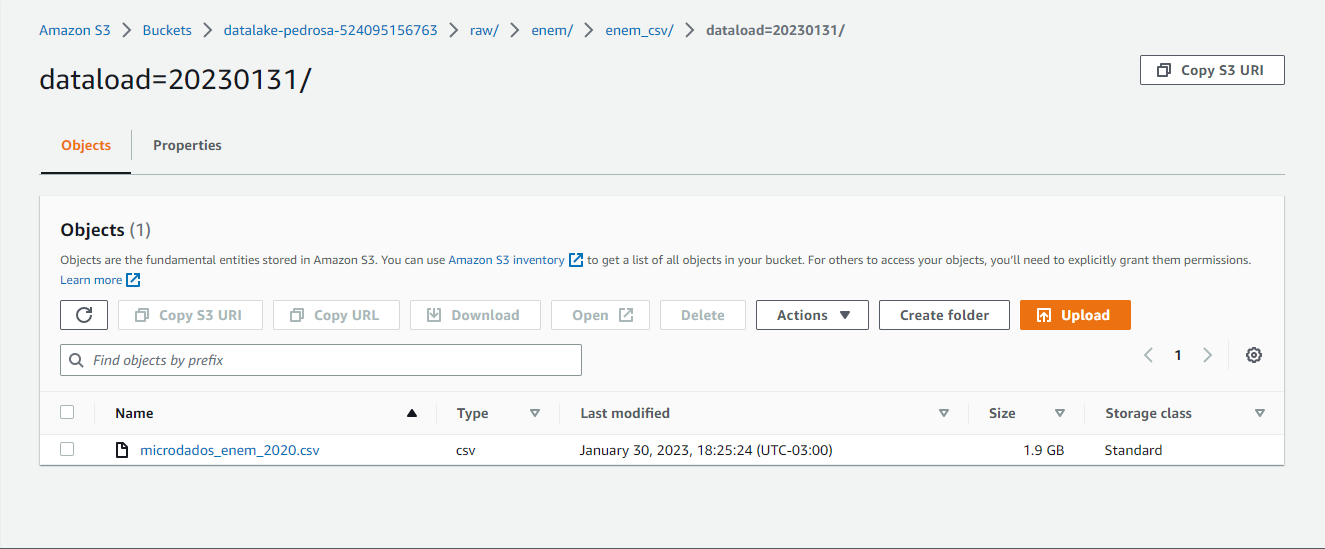 Amazon S3 > Buckets > datalake-pedrosa-524095156763 > raw/ > enem/ > enem_csv/ > dataload=20230131/
dataload=20230131/
Copy S3 URI
Objects
Properties
Objects (1)
Objects are the fundamental entities stored in Amazon S3. You can use Amazon S3 inventory to get a list of all objects in your bucket. For others to access your objects, you'll need to explicitly grant them permissions.
Learn more
Copy S3 URI Copy URL Download Open Delete Actions Create folder Upload
Find objects by prefix
1
Name Type Last modified Size Storage class
microdados_enem_2020.csv csv January 30, 2023, 18:25:24 (UTC-03:00) 1.9 GB Standard